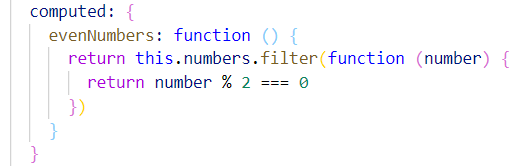 computed: {
  evenNumbers: function () {
    return this.numbers.filter(function (number) {
      return number % 2 === 0
    })
  }
}